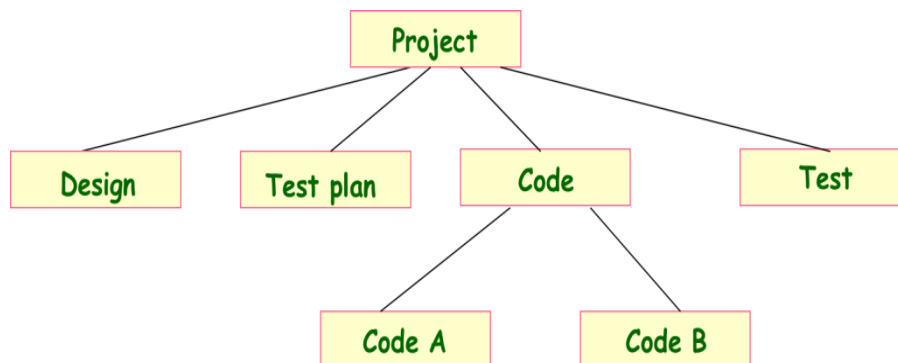 Project
Design
Test plan
Code
Test
Code A
Code B